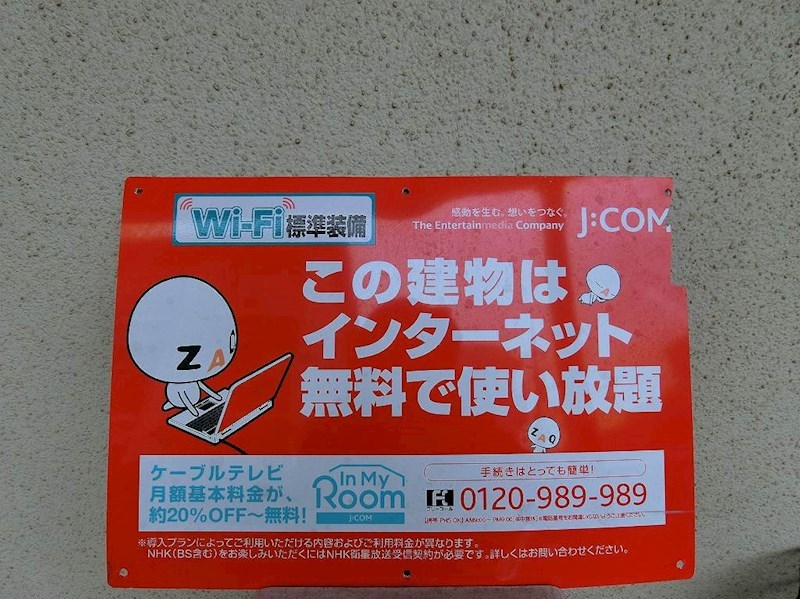 Wi-Fi標準装備
感動を生む。想いをつなぐ。
The Entertainmedia Company
J:COM
この建物は
インターネット
無料で使い放題
ZAQ
ZAQ
ケーブルテレビ
月額基本料金が、
約20%OFF〜無料!
In My
Room
J:COM
手続きはとっても簡単!
フリーコール
0120-989-989
※導入プランによってご利用いただける内容およびご利用料金が異なります。
NHK(BS含む)をお楽しみいただくにはNHK衛星放送受信契約が必要です。詳しくはお問い合わせください。